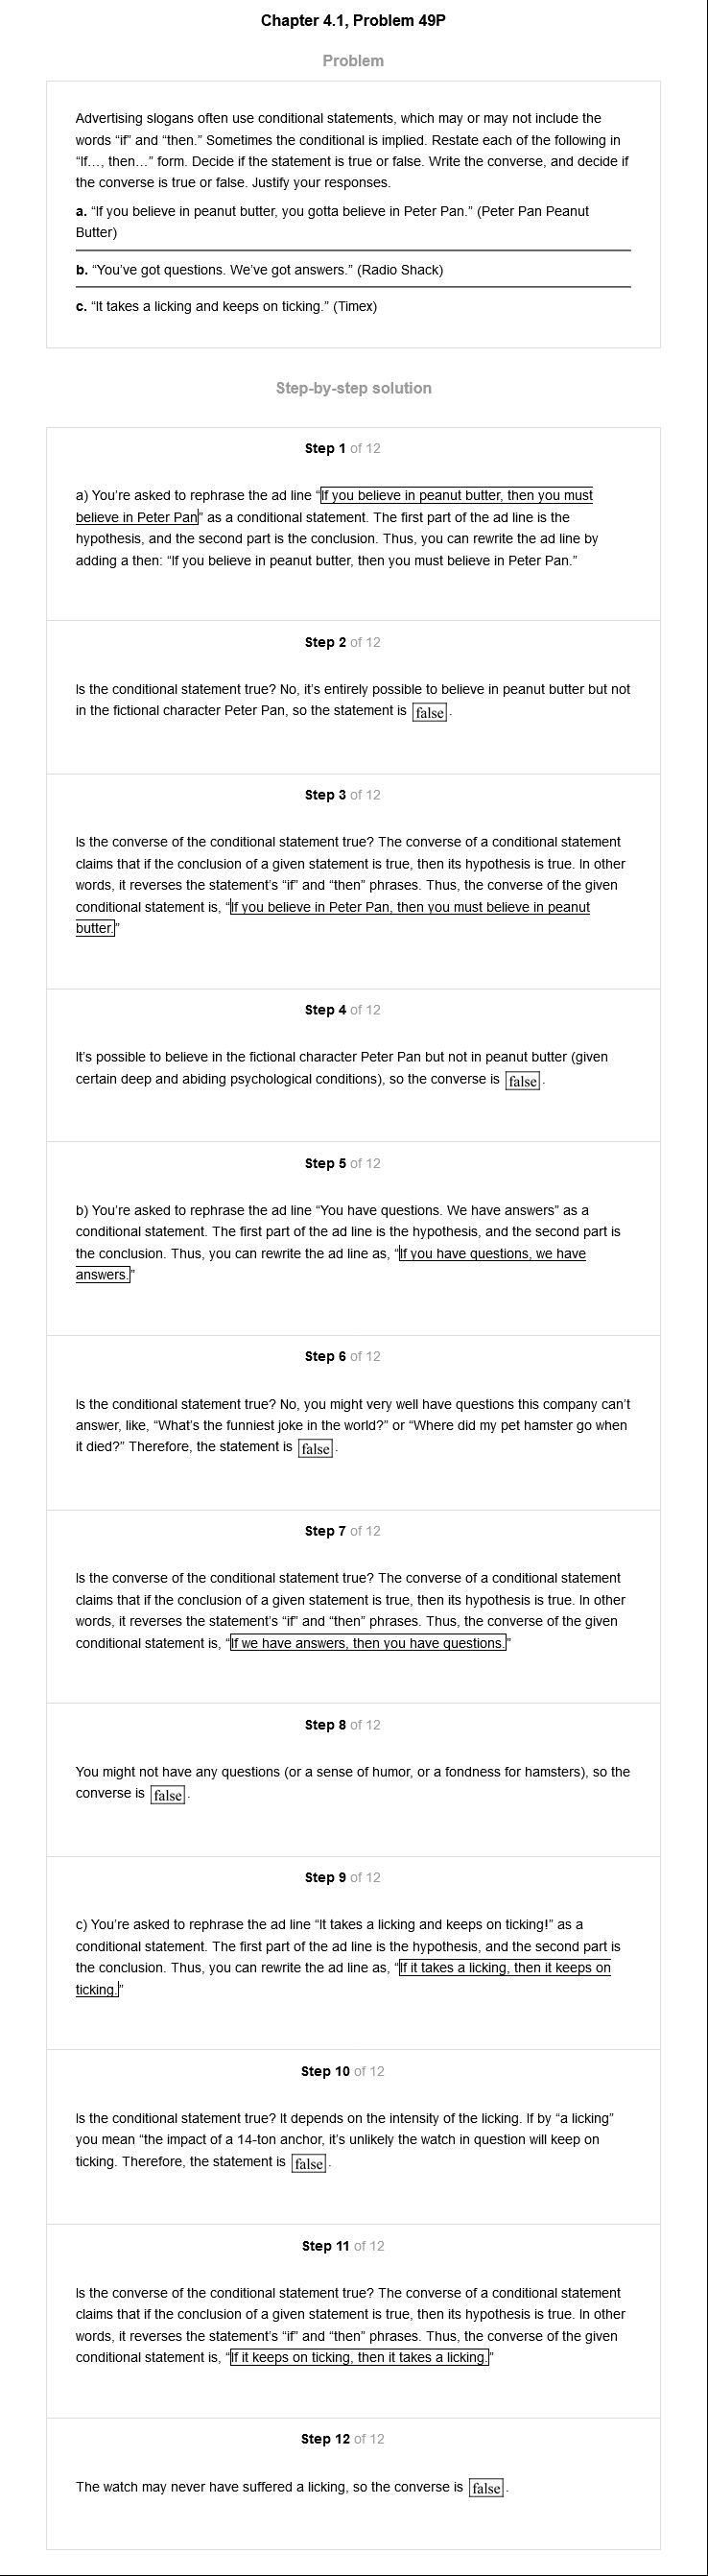 Chapter 4.1, Problem 49P
Problem
Advertising slogans often use conditional statements, which may or may not include the
words “if” and “then.” Sometimes the conditional is implied. Restate each of the following in
“If…, then…” form. Decide if the statement is true or false. Write the converse, and decide if
the converse is true or false. Justify your responses.
a. “If you believe in peanut butter, you gotta believe in Peter Pan.” (Peter Pan Peanut
Butter)
b. “You’ve got questions. We’ve got answers.” (Radio Shack)
c. “It takes a licking and keeps on ticking.” (Timex)
Step-by-step solution
Step 1 of 12
a) You’re asked to rephrase the ad line “If you believe in peanut butter, then you must
believe in Peter Pan” as a conditional statement. The first part of the ad line is the
hypothesis, and the second part is the conclusion. Thus, you can rewrite the ad line by
adding a then: “If you believe in peanut butter, then you must believe in Peter Pan.”
Step 2 of 12
Is the conditional statement true? No, it’s entirely possible to believe in peanut butter but not
in the fictional character Peter Pan, so the statement is false.
Step 3 of 12
Is the converse of the conditional statement true? The converse of a conditional statement
claims that if the conclusion of a given statement is true, then its hypothesis is true. In other
words, it reverses the statement’s “if” and “then” phrases. Thus, the converse of the given
conditional statement is, “If you believe in Peter Pan, then you must believe in peanut
butter.”
Step 4 of 12
It’s possible to believe in the fictional character Peter Pan but not in peanut butter (given
certain deep and abiding psychological conditions), so the converse is false.
Step 5 of 12
b) You’re asked to rephrase the ad line “You have questions. We have answers” as a
conditional statement. The first part of the ad line is the hypothesis, and the second part is
the conclusion. Thus, you can rewrite the ad line as, “If you have questions, we have
answers.”
Step 6 of 12
Is the conditional statement true? No, you might very well have questions this company can’t
answer, like, “What’s the funniest joke in the world?” or “Where did my pet hamster go when
it died?” Therefore, the statement is false.
Step 7 of 12
Is the converse of the conditional statement true? The converse of a conditional statement
claims that if the conclusion of a given statement is true, then its hypothesis is true. In other
words, it reverses the statement’s “if” and “then” phrases. Thus, the converse of the given
conditional statement is, “If we have answers, then you have questions.”
Step 8 of 12
You might not have any questions (or a sense of humor, or a fondness for hamsters), so the
converse is false.
Step 9 of 12
c) You’re asked to rephrase the ad line “It takes a licking and keeps on ticking!” as a
conditional statement. The first part of the ad line is the hypothesis, and the second part is
the conclusion. Thus, you can rewrite the ad line as, “If it takes a licking, then it keeps on
ticking.”
Step 10 of 12
Is the conditional statement true? It depends on the intensity of the licking. If by “a licking”
you mean “the impact of a 14-ton anchor, it’s unlikely the watch in question will keep on
ticking. Therefore, the statement is false.
Step 11 of 12
Is the converse of the conditional statement true? The converse of a conditional statement
claims that if the conclusion of a given statement is true, then its hypothesis is true. In other
words, it reverses the statement’s “if” and “then” phrases. Thus, the converse of the given
conditional statement is, “If it keeps on ticking, then it takes a licking.”
Step 12 of 12
The watch may never have suffered a licking, so the converse is false.